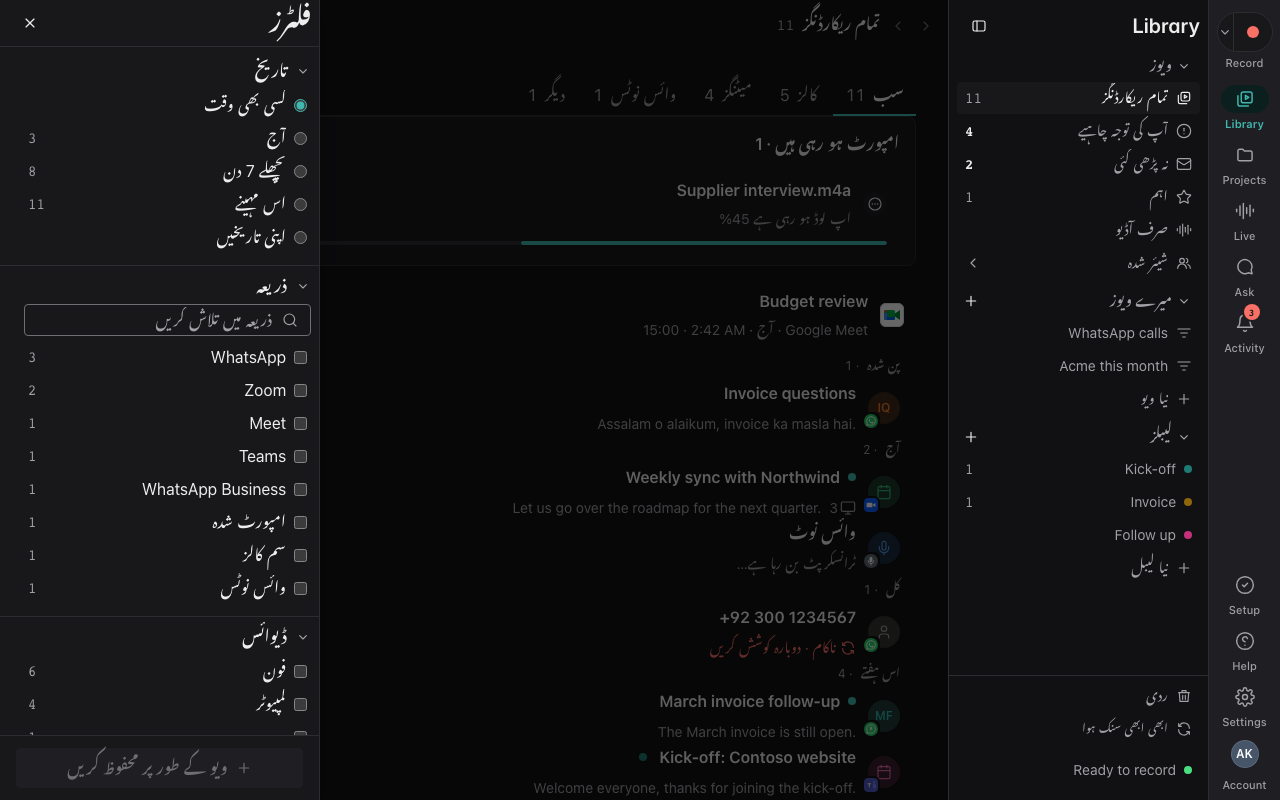 Record
Library
Projects
Live
Ask
3
Activity
Setup
Help
Settings
AK
Account
Library
ویوز
تمام ریکارڈنگز 11
آپ کی توجہ چاہیے 4
نہ پڑھی گئی 2
اہم 1
صرف آڈیو
شیئر شدہ
میرے ویوز
WhatsApp calls
Acme this month
نیا ویو
لیبلز
Kick-off 1
Invoice 1
Follow up
نیا لیبل
ردی
ابھی ابھی سنک ہوا
Ready to record
تمام ریکارڈنگز 11
سب 11
کالز 5
میٹنگز 4
وائس نوٹس 1
دیگر 1
امپورٹ ہو رہی ہیں · 1
Supplier interview.m4a
اپ لوڈ ہو رہی ہے 45%
Budget review
Google Meet · آج · 2:42 AM · 15:00
پن شدہ · 1
IQ
Invoice questions
Assalam o alaikum, invoice ka masla hai.
آج · 2
Weekly sync with Northwind
3 Let us go over the roadmap for the next quarter.
وائس نوٹ
ٹرانسکرپٹ بن رہا ہے...
کل · 1
+92 300 1234567
ناکام · دوبارہ کوشش کریں
اس ہفتے · 4
MF
March invoice follow-up
The March invoice is still open.
Kick-off: Contoso website
Welcome everyone, thanks for joining the kick-off.
فلٹرز
تاریخ
کسی بھی وقت
آج 3
پچھلے 7 دن 8
اس مہینے 11
اپنی تاریخیں
ذریعہ
ذریعہ میں تلاش کریں
WhatsApp 3
Zoom 2
Meet 1
Teams 1
WhatsApp Business 1
امپورٹ شدہ 1
سم کالز 1
وائس نوٹس 1
ڈیوائس
فون 6
کمپیوٹر 4
ویو کے طور پر محفوظ کریں